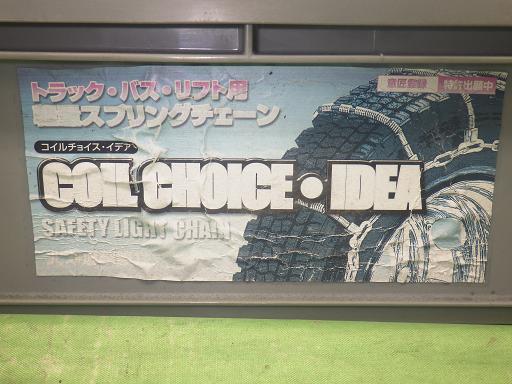 トラック・バス・リフト用
意匠登録 特許出願中
軽量スプリングチェーン
コイルチョイス・イデア
COIL CHOICE・IDEA
SAFETY LIGHT CHAIN